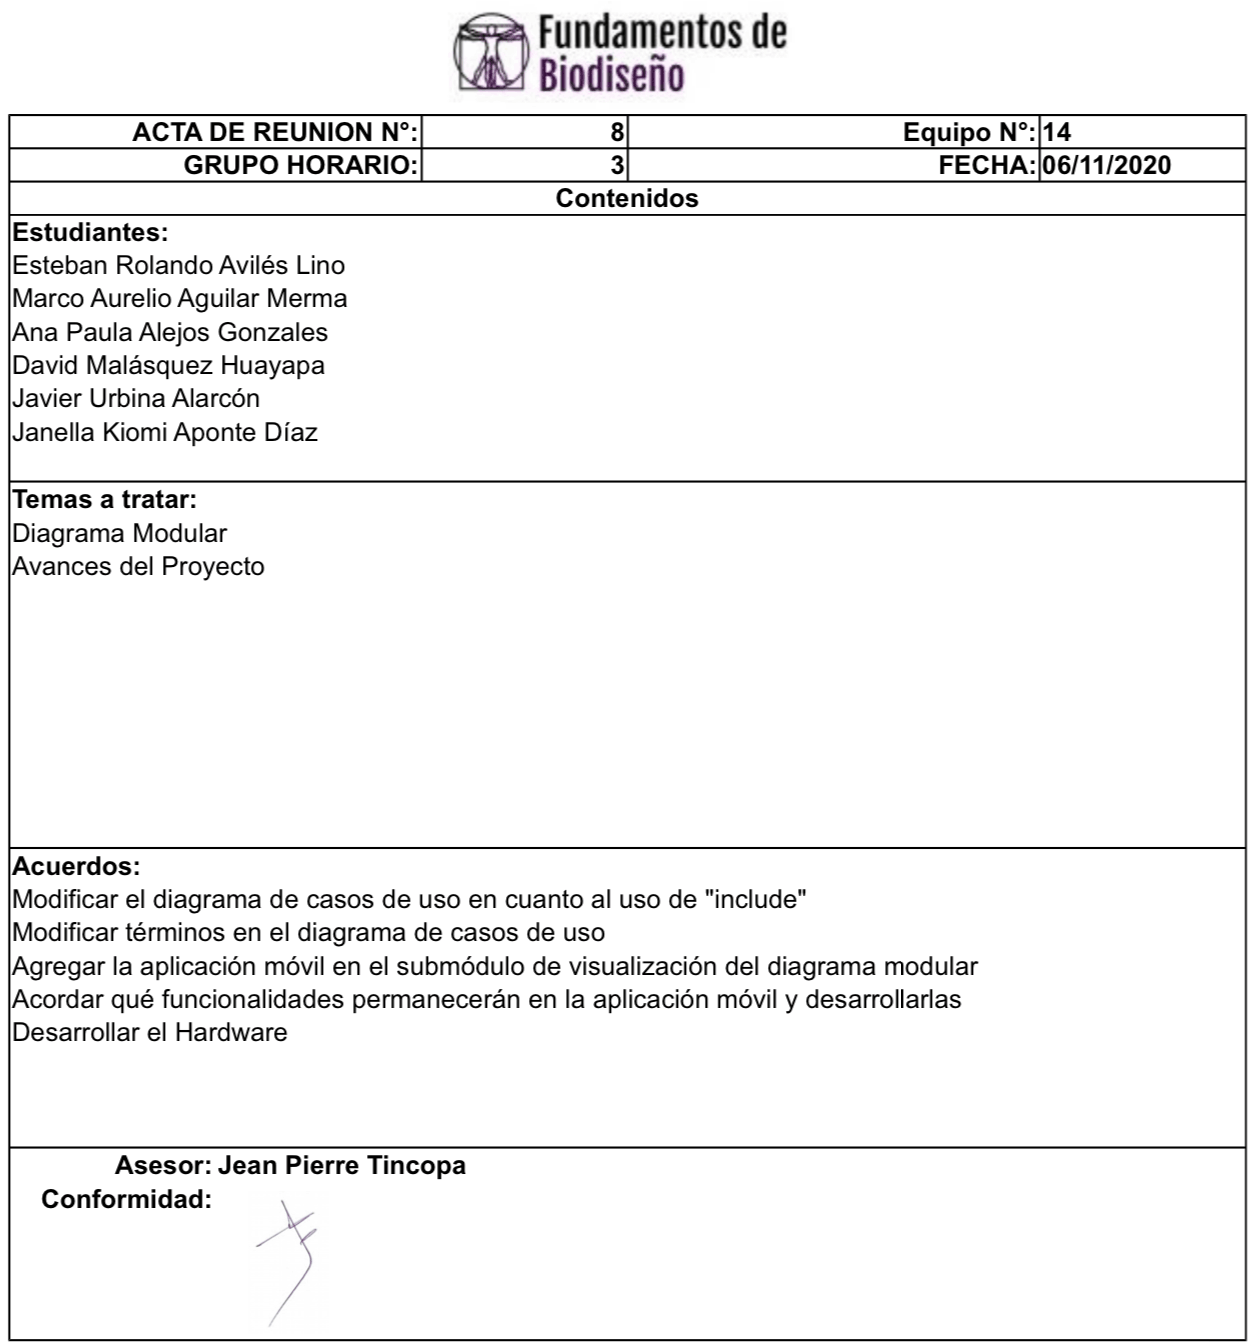 Fundamentos de
Biodiseño
ACTA DE REUNION N°: 8 Equipo N°: 14
GRUPO HORARIO: 3 FECHA: 06/11/2020
Contenidos
Estudiantes:
Esteban Rolando Avilés Lino
Marco Aurelio Aguilar Merma
Ana Paula Alejos Gonzales
David Malásquez Huayapa
Javier Urbina Alarcón
Janella Kiomi Aponte Díaz
Temas a tratar:
Diagrama Modular
Avances del Proyecto
Acuerdos:
Modificar el diagrama de casos de uso en cuanto al uso de "include"
Modificar términos en el diagrama de casos de uso
Agregar la aplicación móvil en el submódulo de visualización del diagrama modular
Acordar qué funcionalidades permanecerán en la aplicación móvil y desarrollarlas
Desarrollar el Hardware
Asesor: Jean Pierre Tincopa
Conformidad: